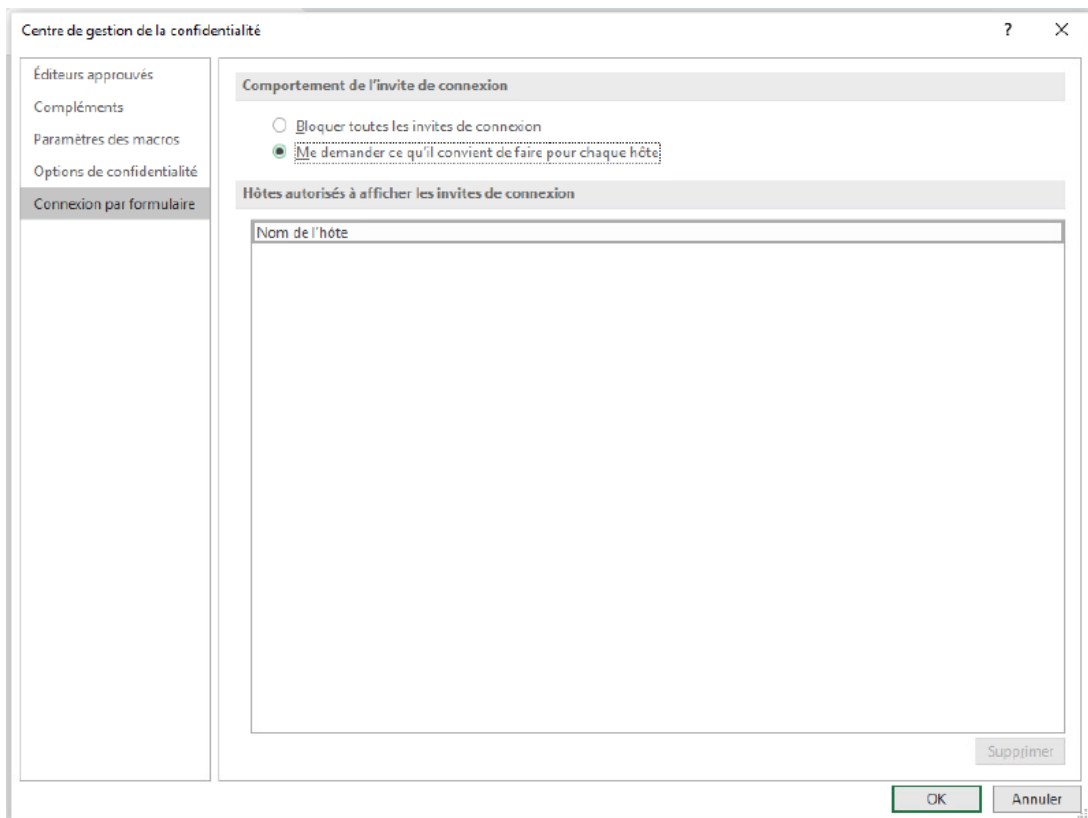 Centre de gestion de la confidentialité
?
Éditeurs approuvés
Compléments
Paramètres des macros
Options de confidentialité
Connexion par formulaire
Comportement de l'invite de connexion
Bloquer toutes les invites de connexion
Me demander ce qu'il convient de faire pour chaque hôte
Hôtes autorisés à afficher les invites de connexion
Nom de l'hôte
Supprimer
OK
Annuler